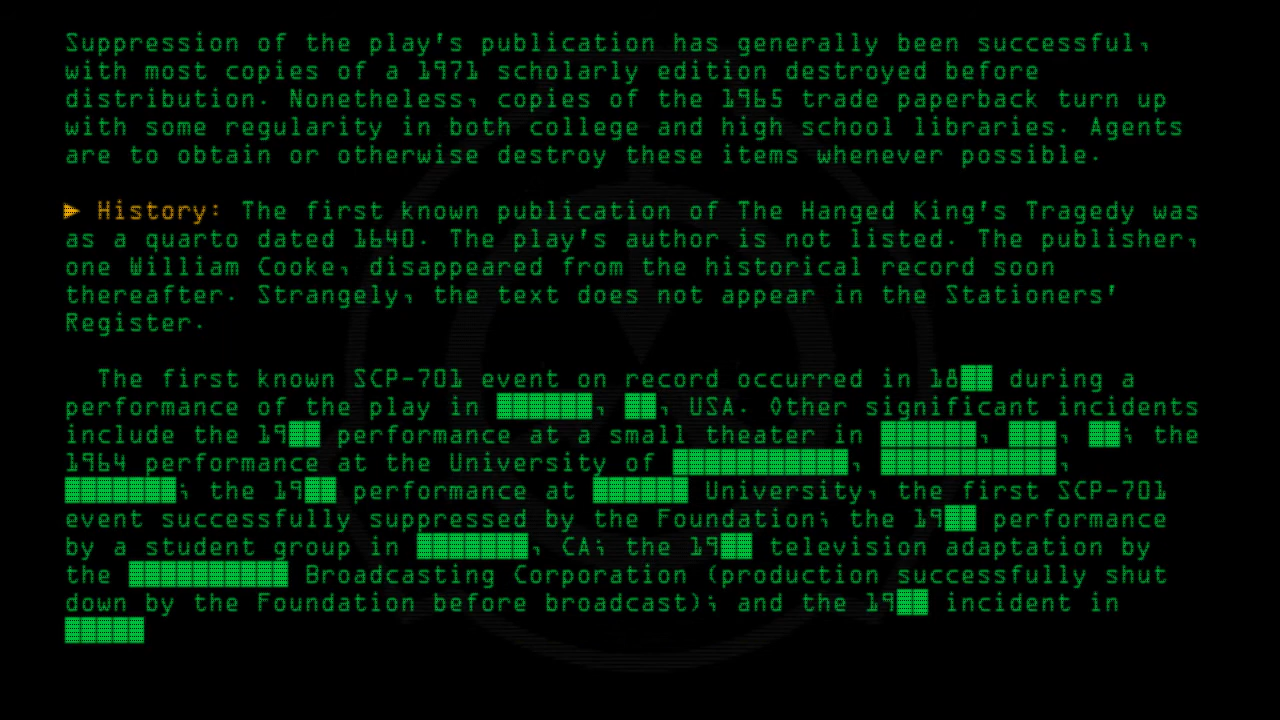 Suppression of the play's publication has generally been successful,
with most copies of a 1971 scholarly edition destroyed before
distribution. Nonetheless, copies of the 1965 trade paperback turn up
with some regularity in both college and high school libraries. Agents
are to obtain or otherwise destroy these items whenever possible.
► History: The first known publication of The Hanged King's Tragedy was
as a quarto dated 1640. The play's author is not listed. The publisher,
one William Cooke, disappeared from the historical record soon
thereafter. Strangely, the text does not appear in the Stationers'
Register.
The first known SCP-701 event on record occurred in 18██ during a
performance of the play in ██████, ██, USA. Other significant incidents
include the 19██ performance at a small theater in ██████, ███, ██; the
1964 performance at the University of ███████████, ███████████,
███████; the 19██ performance at ██████ University, the first SCP-701
event successfully suppressed by the Foundation; the 19██ performance
by a student group in ███████, CA; the 19██ television adaptation by
the ██████████ Broadcasting Corporation (production successfully shut
down by the Foundation before broadcast); and the 19██ incident in
█████